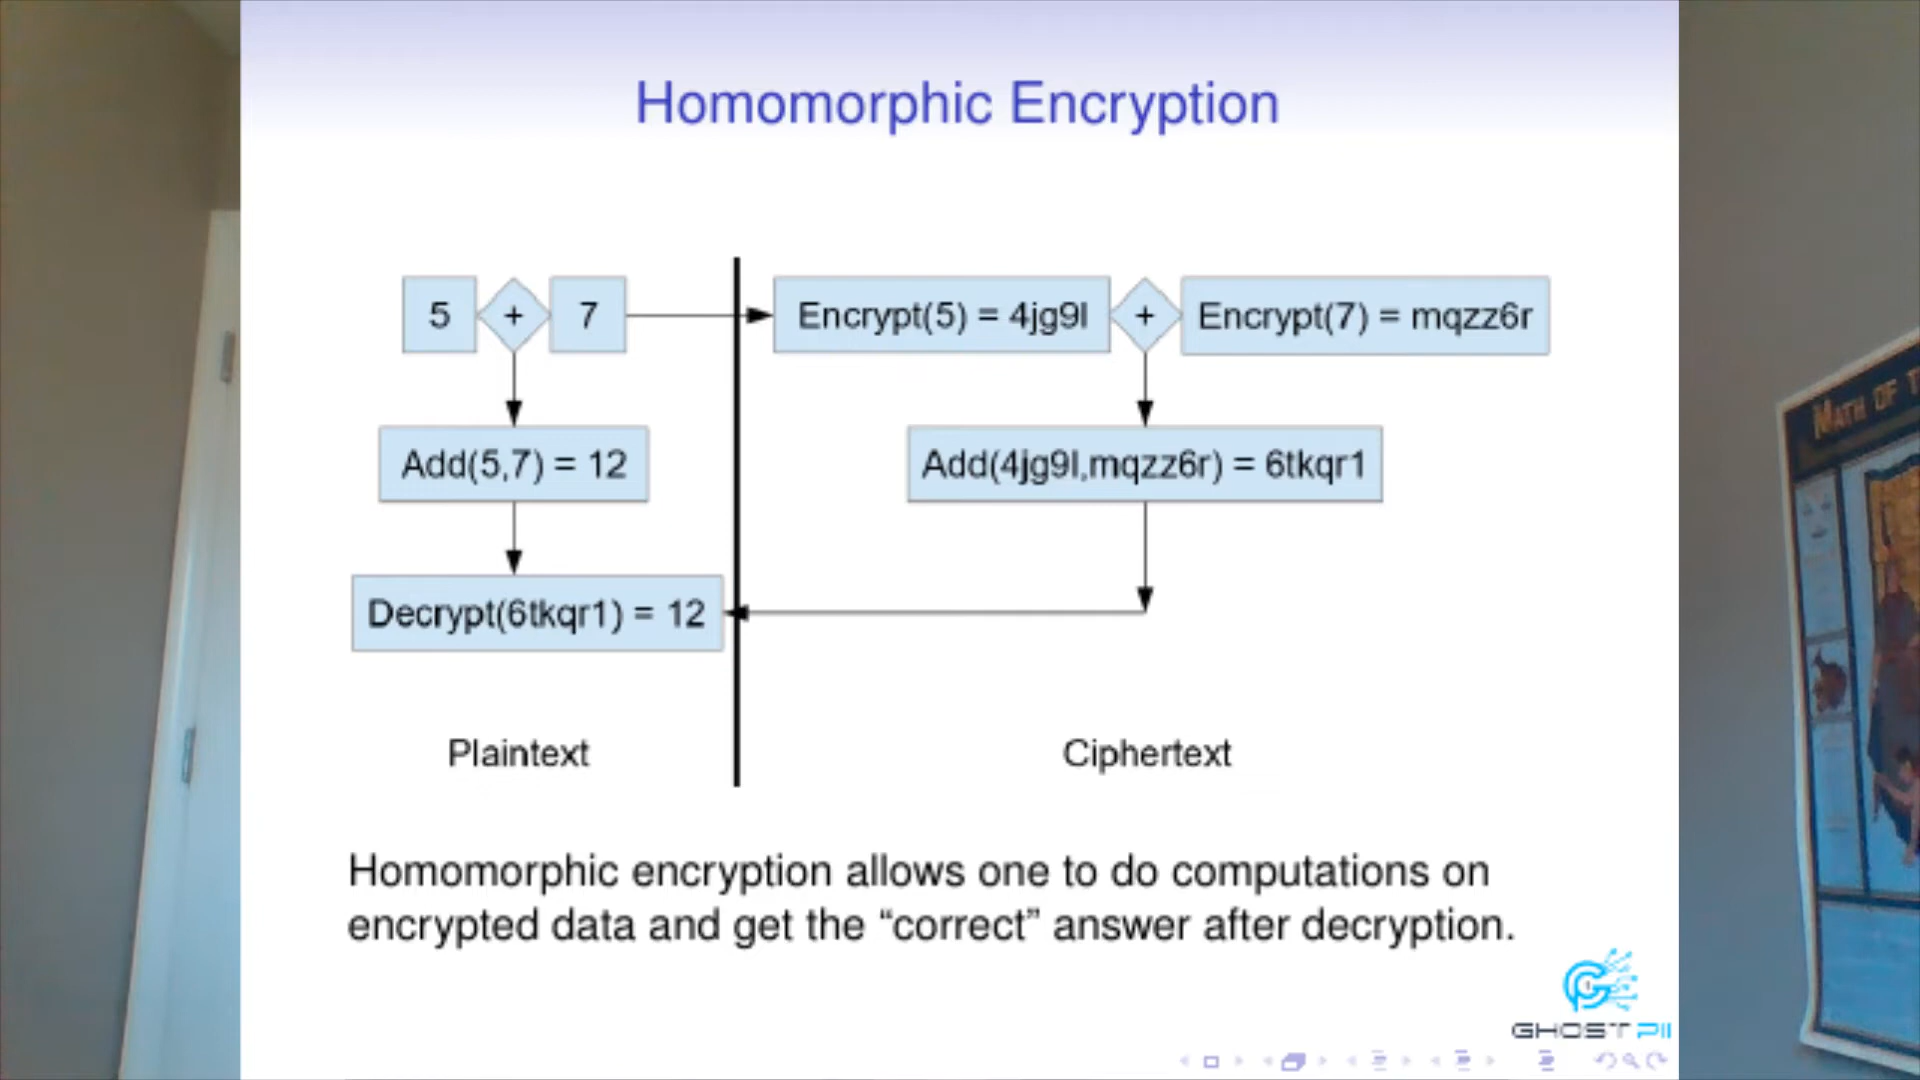 Homomorphic Encryption
5 + 7
Encrypt(5) = 4jg9l + Encrypt(7) = mqzz6r
Add(5,7) = 12
Add(4jg9l,mqzz6r) = 6tkqr1
Decrypt(6tkqr1) = 12
Plaintext
Ciphertext
Homomorphic encryption allows one to do computations on
encrypted data and get the “correct” answer after decryption.
GHOST PII
MATH OF